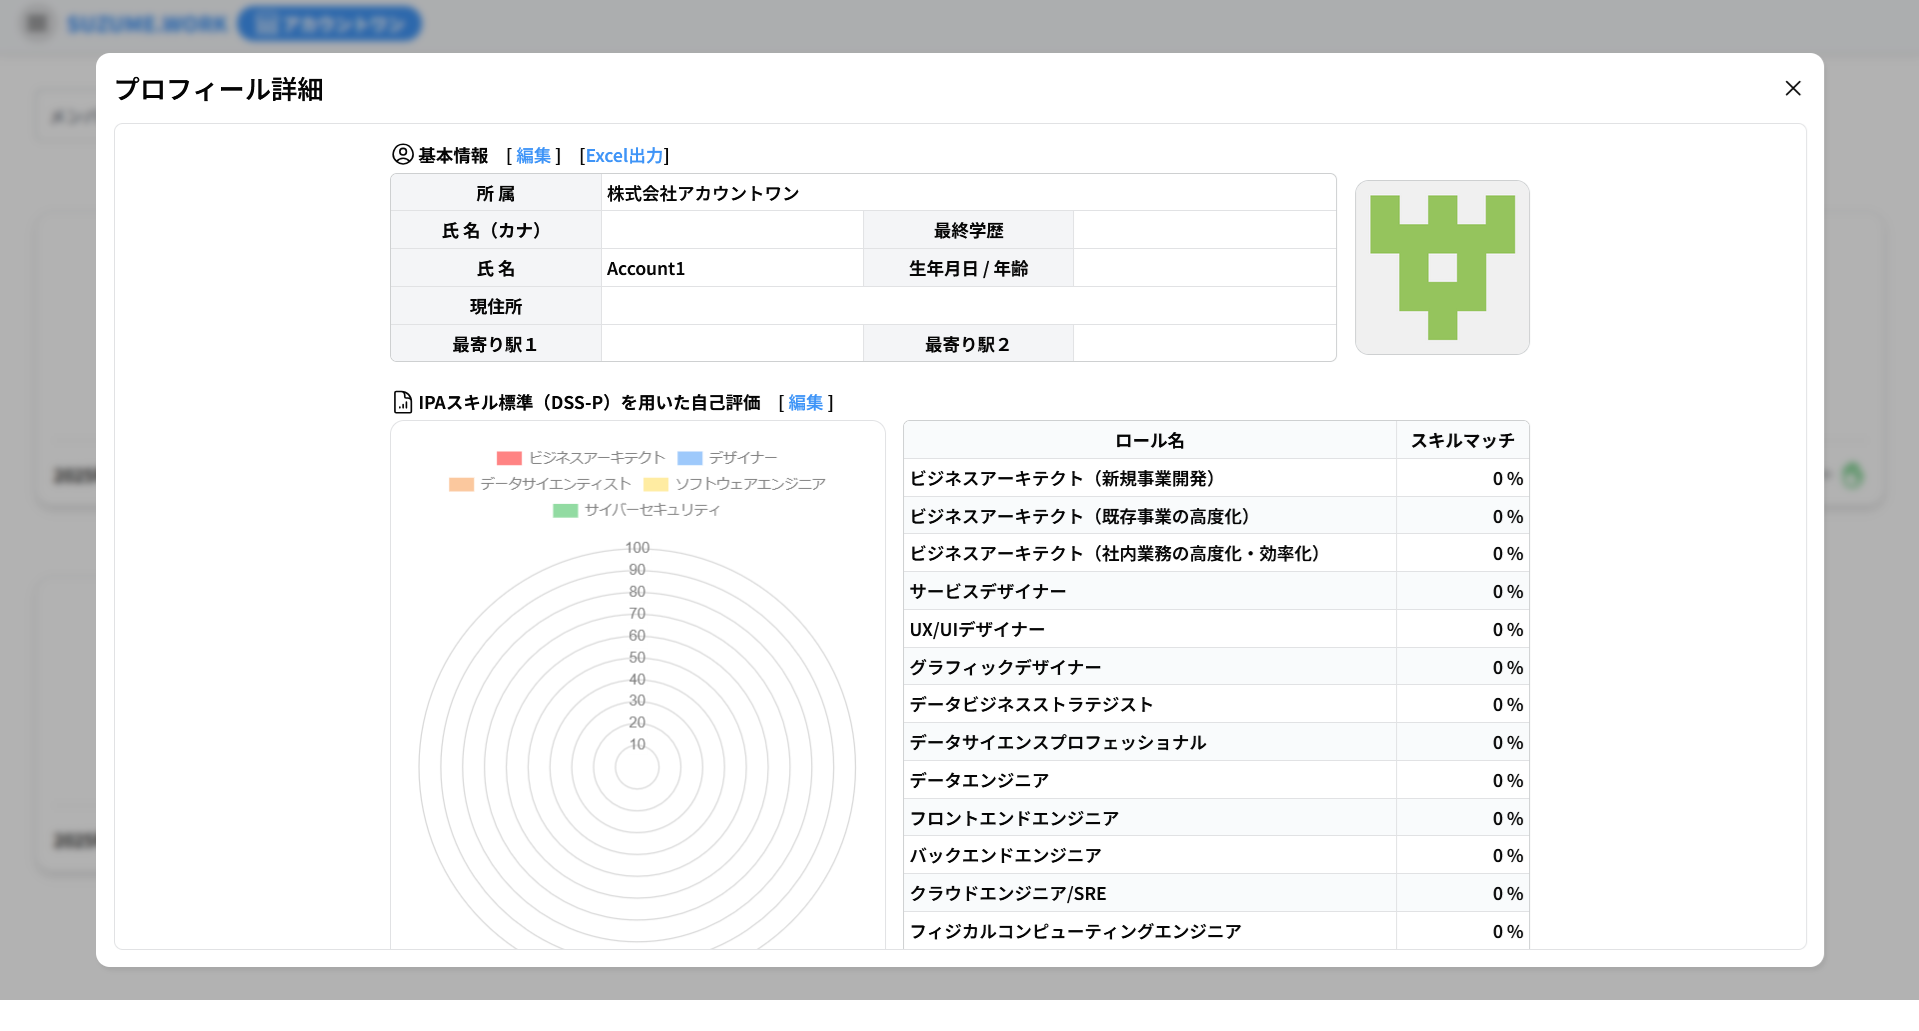 SUZUME.WORK アカウントワン
プロフィール詳細
基本情報 [ 編集 ] [Excel出力]
所 属 株式会社アカウントワン
氏 名（カナ） 最終学歴
氏 名 Account1 生年月日 / 年齢
現住所
最寄り駅１ 最寄り駅２
IPAスキル標準（DSS-P）を用いた自己評価 [ 編集 ]
ビジネスアーキテクト デザイナー
データサイエンティスト ソフトウェアエンジニア
サイバーセキュリティ
100
90
80
70
60
50
40
30
20
10
ロール名 スキルマッチ
ビジネスアーキテクト（新規事業開発） 0 %
ビジネスアーキテクト（既存事業の高度化） 0 %
ビジネスアーキテクト（社内業務の高度化・効率化） 0 %
サービスデザイナー 0 %
UX/UIデザイナー 0 %
グラフィックデザイナー 0 %
データビジネスストラテジスト 0 %
データサイエンスプロフェッショナル 0 %
データエンジニア 0 %
フロントエンドエンジニア 0 %
バックエンドエンジニア 0 %
クラウドエンジニア/SRE 0 %
フィジカルコンピューティングエンジニア 0 %